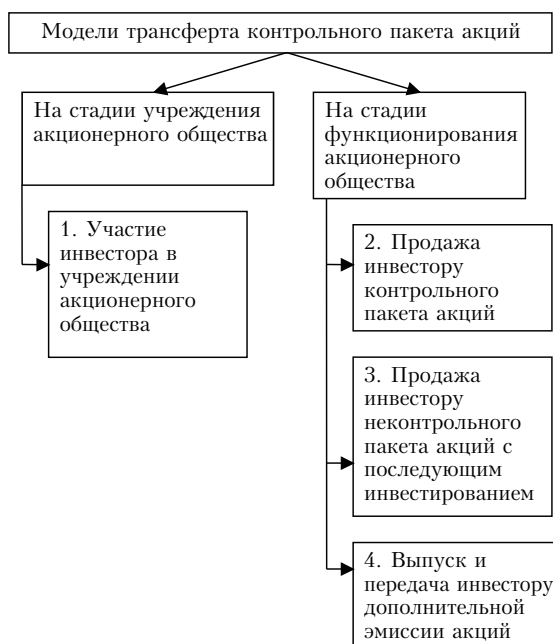 Модели трансферта контрольного пакета акций
На стадии учреждения
акционерного общества
1. Участие
инвестора в
учреждении
акционерного
общества
На стадии
функционирования
акционерного
общества
2. Продажа
инвестору
контрольного
пакета акций
3. Продажа
инвестору
неконтрольного
пакета акций с
последующим
инвестированием
4. Выпуск и
передача инвестору
дополнительной
эмиссии акций